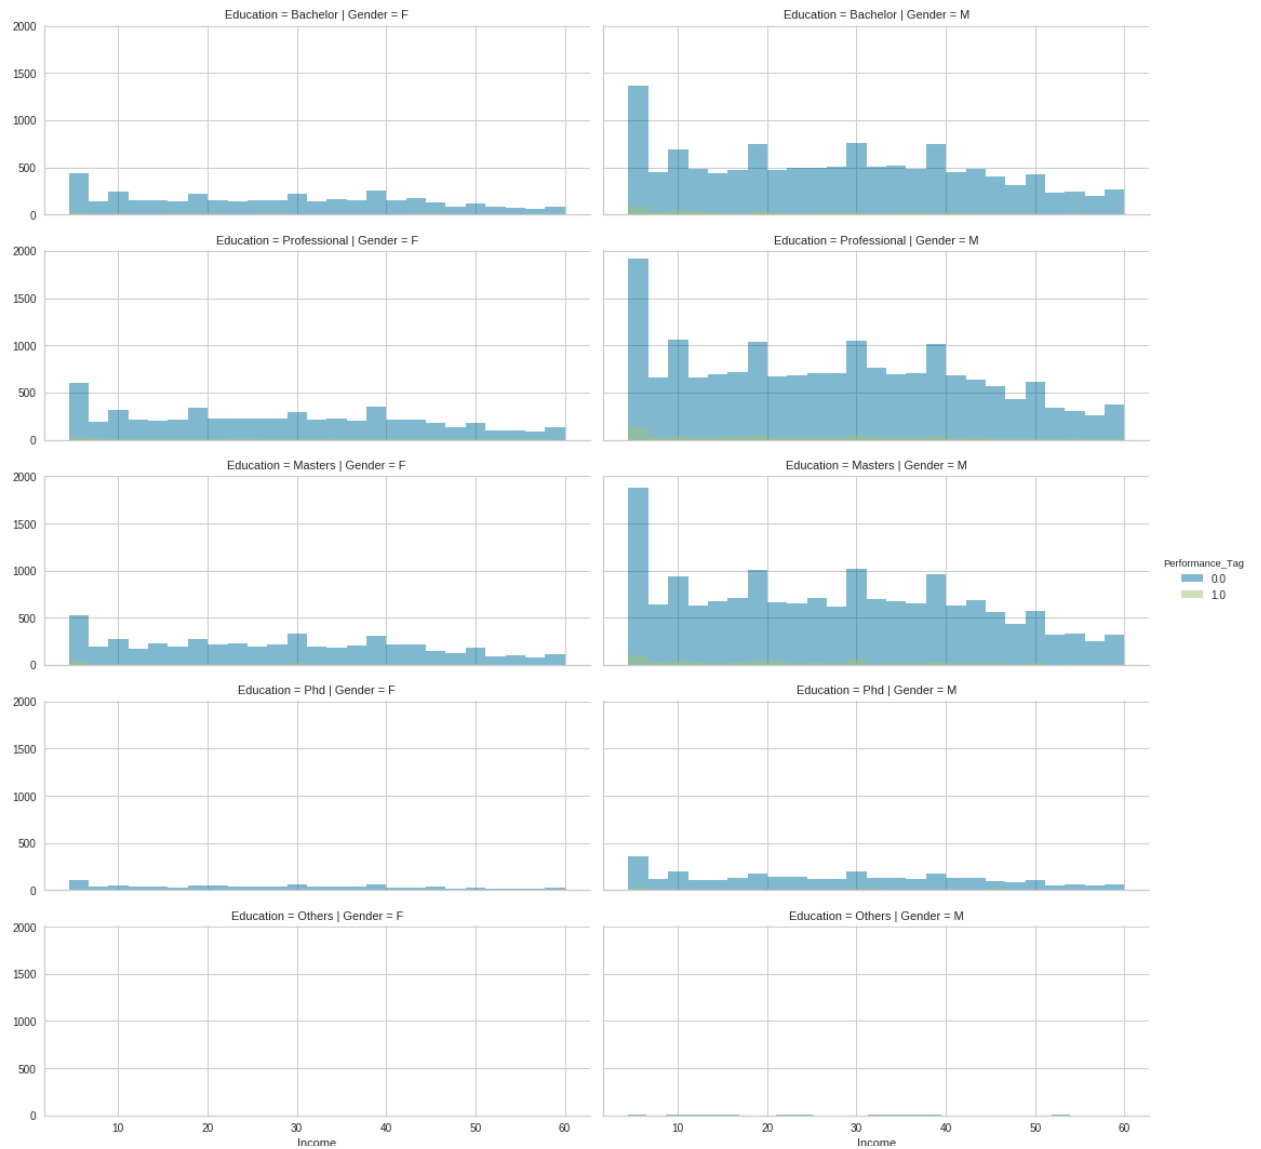 Education = Bachelor | Gender = F
Education = Bachelor | Gender = M
2000
1500
1000
500
0
Education = Professional | Gender = F
Education = Professional | Gender = M
2000
1500
1000
500
0
Education = Masters | Gender = F
Education = Masters | Gender = M
2000
1500
1000
500
0
Performance_Tag
0.0
1.0
Education = Phd | Gender = F
Education = Phd | Gender = M
2000
1500
1000
500
0
Education = Others | Gender = F
Education = Others | Gender = M
2000
1500
1000
500
0
10 20 30 40 50 60
10 20 30 40 50 60
Income
Income